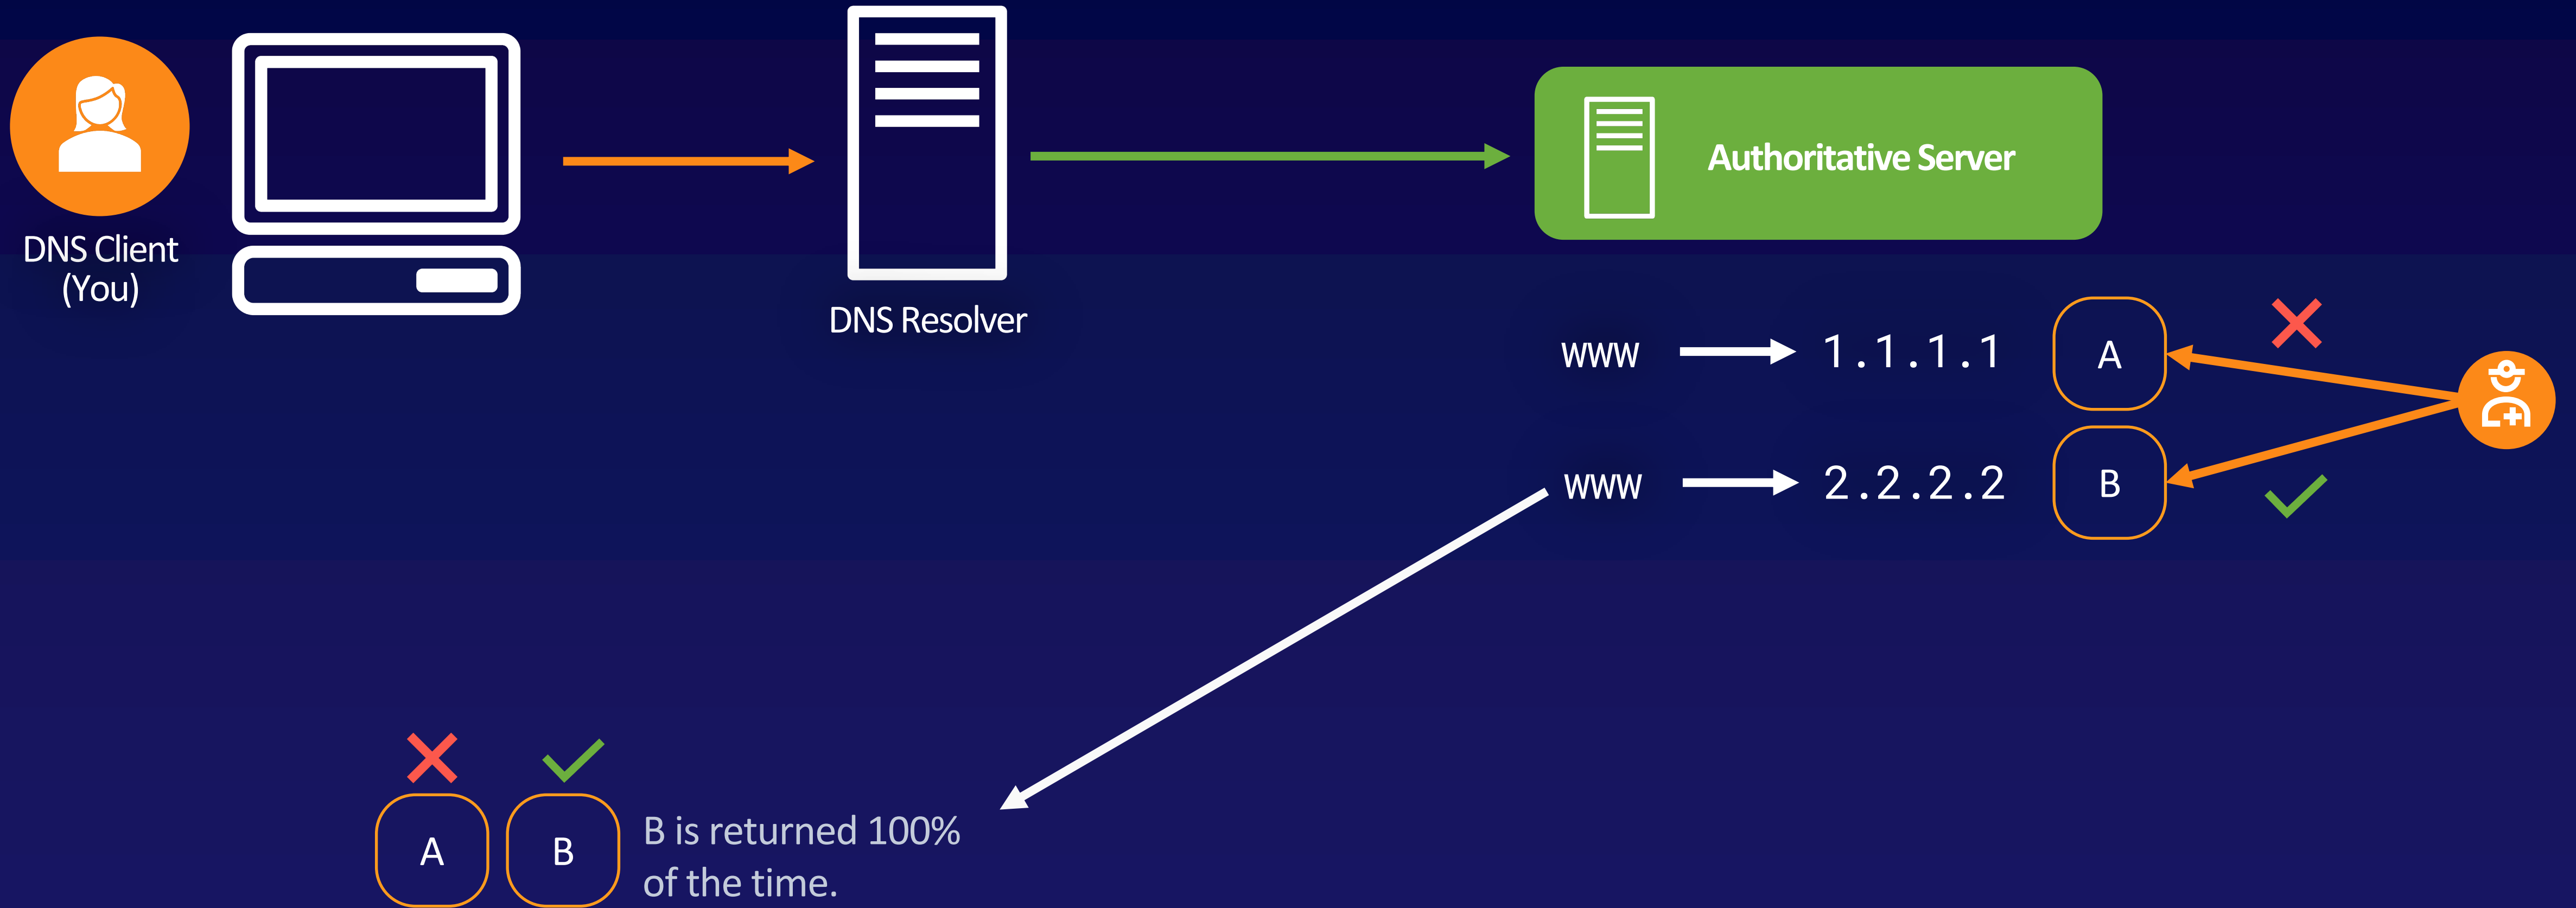 DNS Client
(You)
DNS Resolver
Authoritative Server
www 1.1.1.1 A
www 2.2.2.2 B
A B B is returned 100%
of the time.